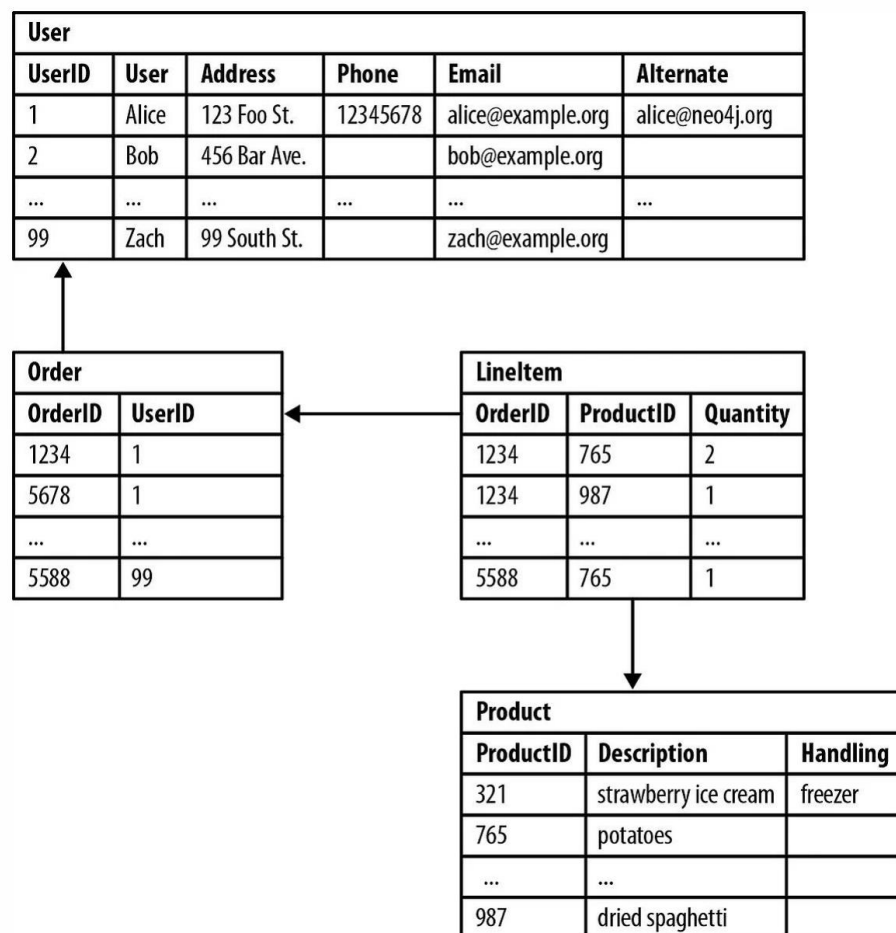 User
UserID User Address Phone Email Alternate
1 Alice 123 Foo St. 12345678 alice@example.org alice@neo4j.org
2 Bob 456 Bar Ave. bob@example.org
... ... ... ... ... ...
99 Zach 99 South St. zach@example.org
Order
OrderID UserID
1234 1
5678 1
... ...
5588 99
LineItem
OrderID ProductID Quantity
1234 765 2
1234 987 1
... ... ...
5588 765 1
Product
ProductID Description Handling
321 strawberry ice cream freezer
765 potatoes
... ...
987 dried spaghetti